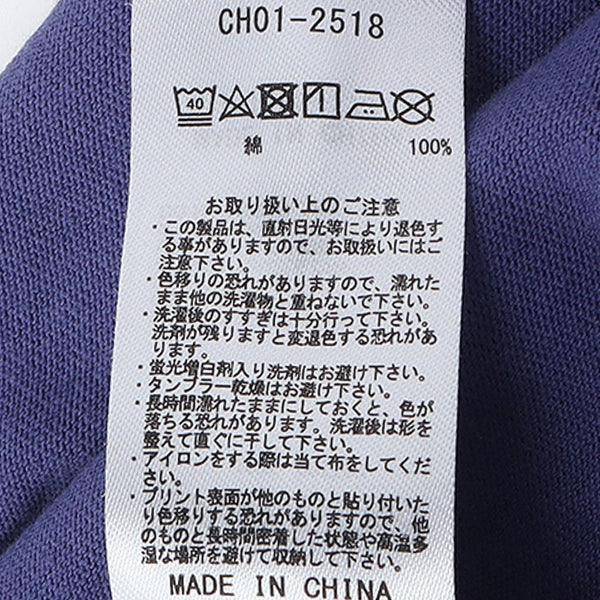 CH01-2518
40
綿 100%
お取り扱い上のご注意
・この製品は、直射日光等により退色す
る事がありますので、お取扱いにはご
注意下さい。
・色移りの恐れがありますので、濡れた
まま他の洗濯物と重ねないで下さい。
・洗濯後のすすぎは十分行って下さい。
洗剤が残りますと変退色する恐れがあ
ります。
・蛍光増白剤入り洗剤はお避け下さい。
・タンブラー乾燥はお避け下さい。
・長時間濡れたままにしておくと、色が
落ちる恐れがあります。洗濯後は形を
整えて直ぐに干して下さい。
・アイロンをする際は当て布をしてくだ
さい。
・プリント表面が他のものと貼り付いた
り色移りする恐れがありますので、他
のものと長時間密着した状態や高温多
湿な場所を避けて収納して下さい。
MADE IN CHINA